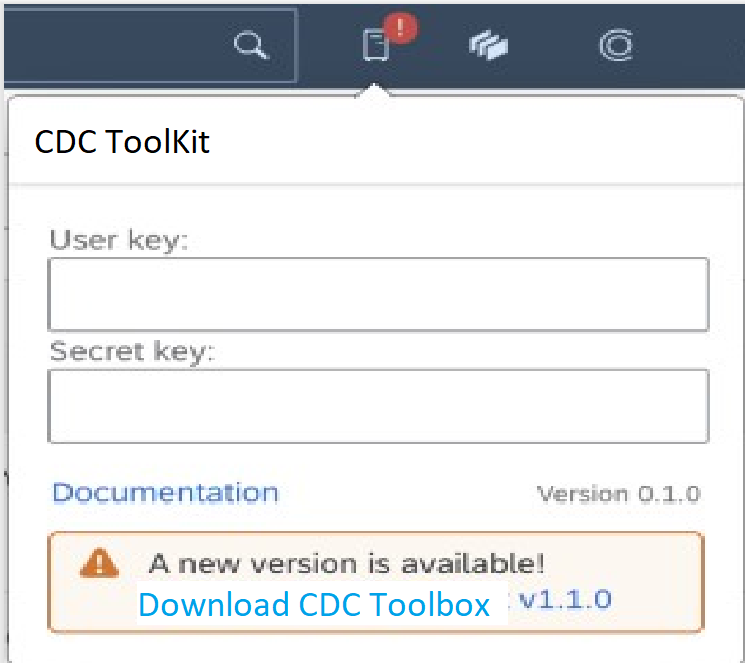 CDC ToolKit
User key:
Secret key:
Documentation Version 0.1.0
A new version is available!
Download CDC Toolbox v1.1.0